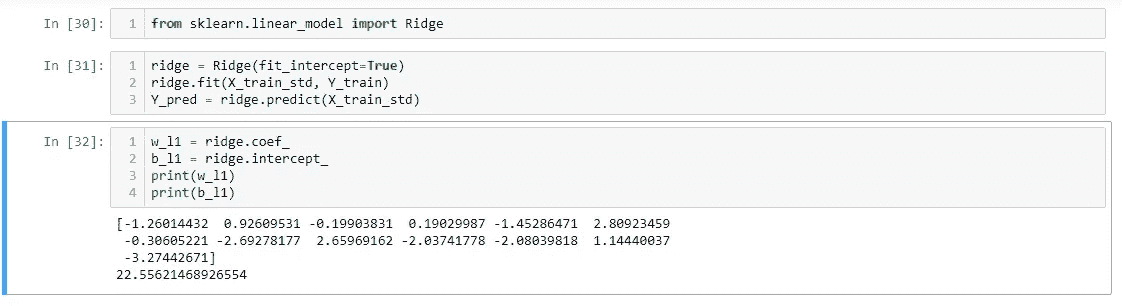 In [30]: 1 from sklearn.linear_model import Ridge
In [31]: 1 ridge = Ridge(fit_intercept=True)
2 ridge.fit(X_train_std, Y_train)
3 Y_pred = ridge.predict(X_train_std)
In [32]: 1 w_l1 = ridge.coef_
2 b_l1 = ridge.intercept_
3 print(w_l1)
4 print(b_l1)
[-1.26014432 0.92609531 -0.19903831 0.19029987 -1.45286471 2.80923459
-0.30605221 -2.69278177 2.65969162 -2.03741778 -2.08039818 1.14440037
-3.27442671]
22.55621468926554